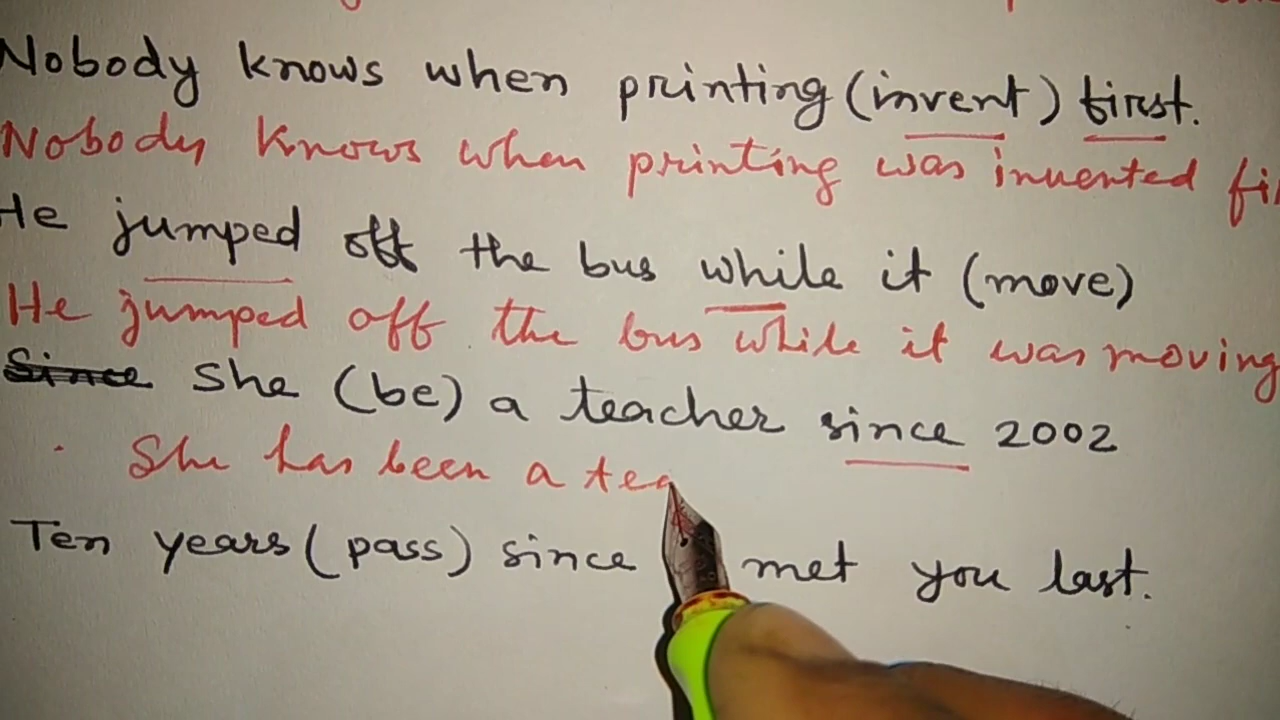 Nobody knows when printing (invent) first.
Nobody knows when printing was invented fi
He jumped off the bus while it (move)
He jumped off the bus while it was moving
Since She (be) a teacher since 2002
She has been a tea
Ten years (pass) since met you last.